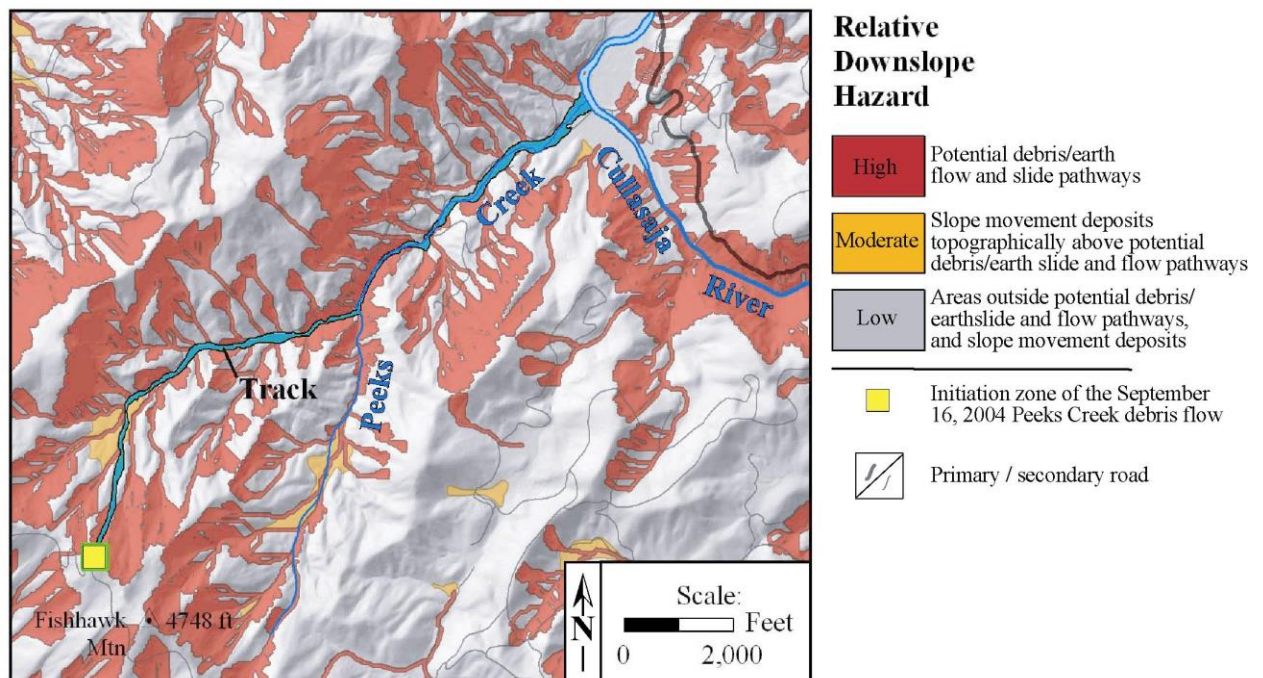 Creek
Cullasaja
River
Track
Peeks
Fishhawk • 4748 ft.
Mtn
N
Scale:
Feet
0 2,000
Relative
Downslope
Hazard
High
Potential debris/earth
flow and slide pathways
Moderate
Slope movement deposits
topographically above potential
debris/earth slide and flow pathways
Low
Areas outside potential debris/
earthslide and flow pathways,
and slope movement deposits
Initiation zone of the September
16, 2004 Peeks Creek debris flow
Primary / secondary road